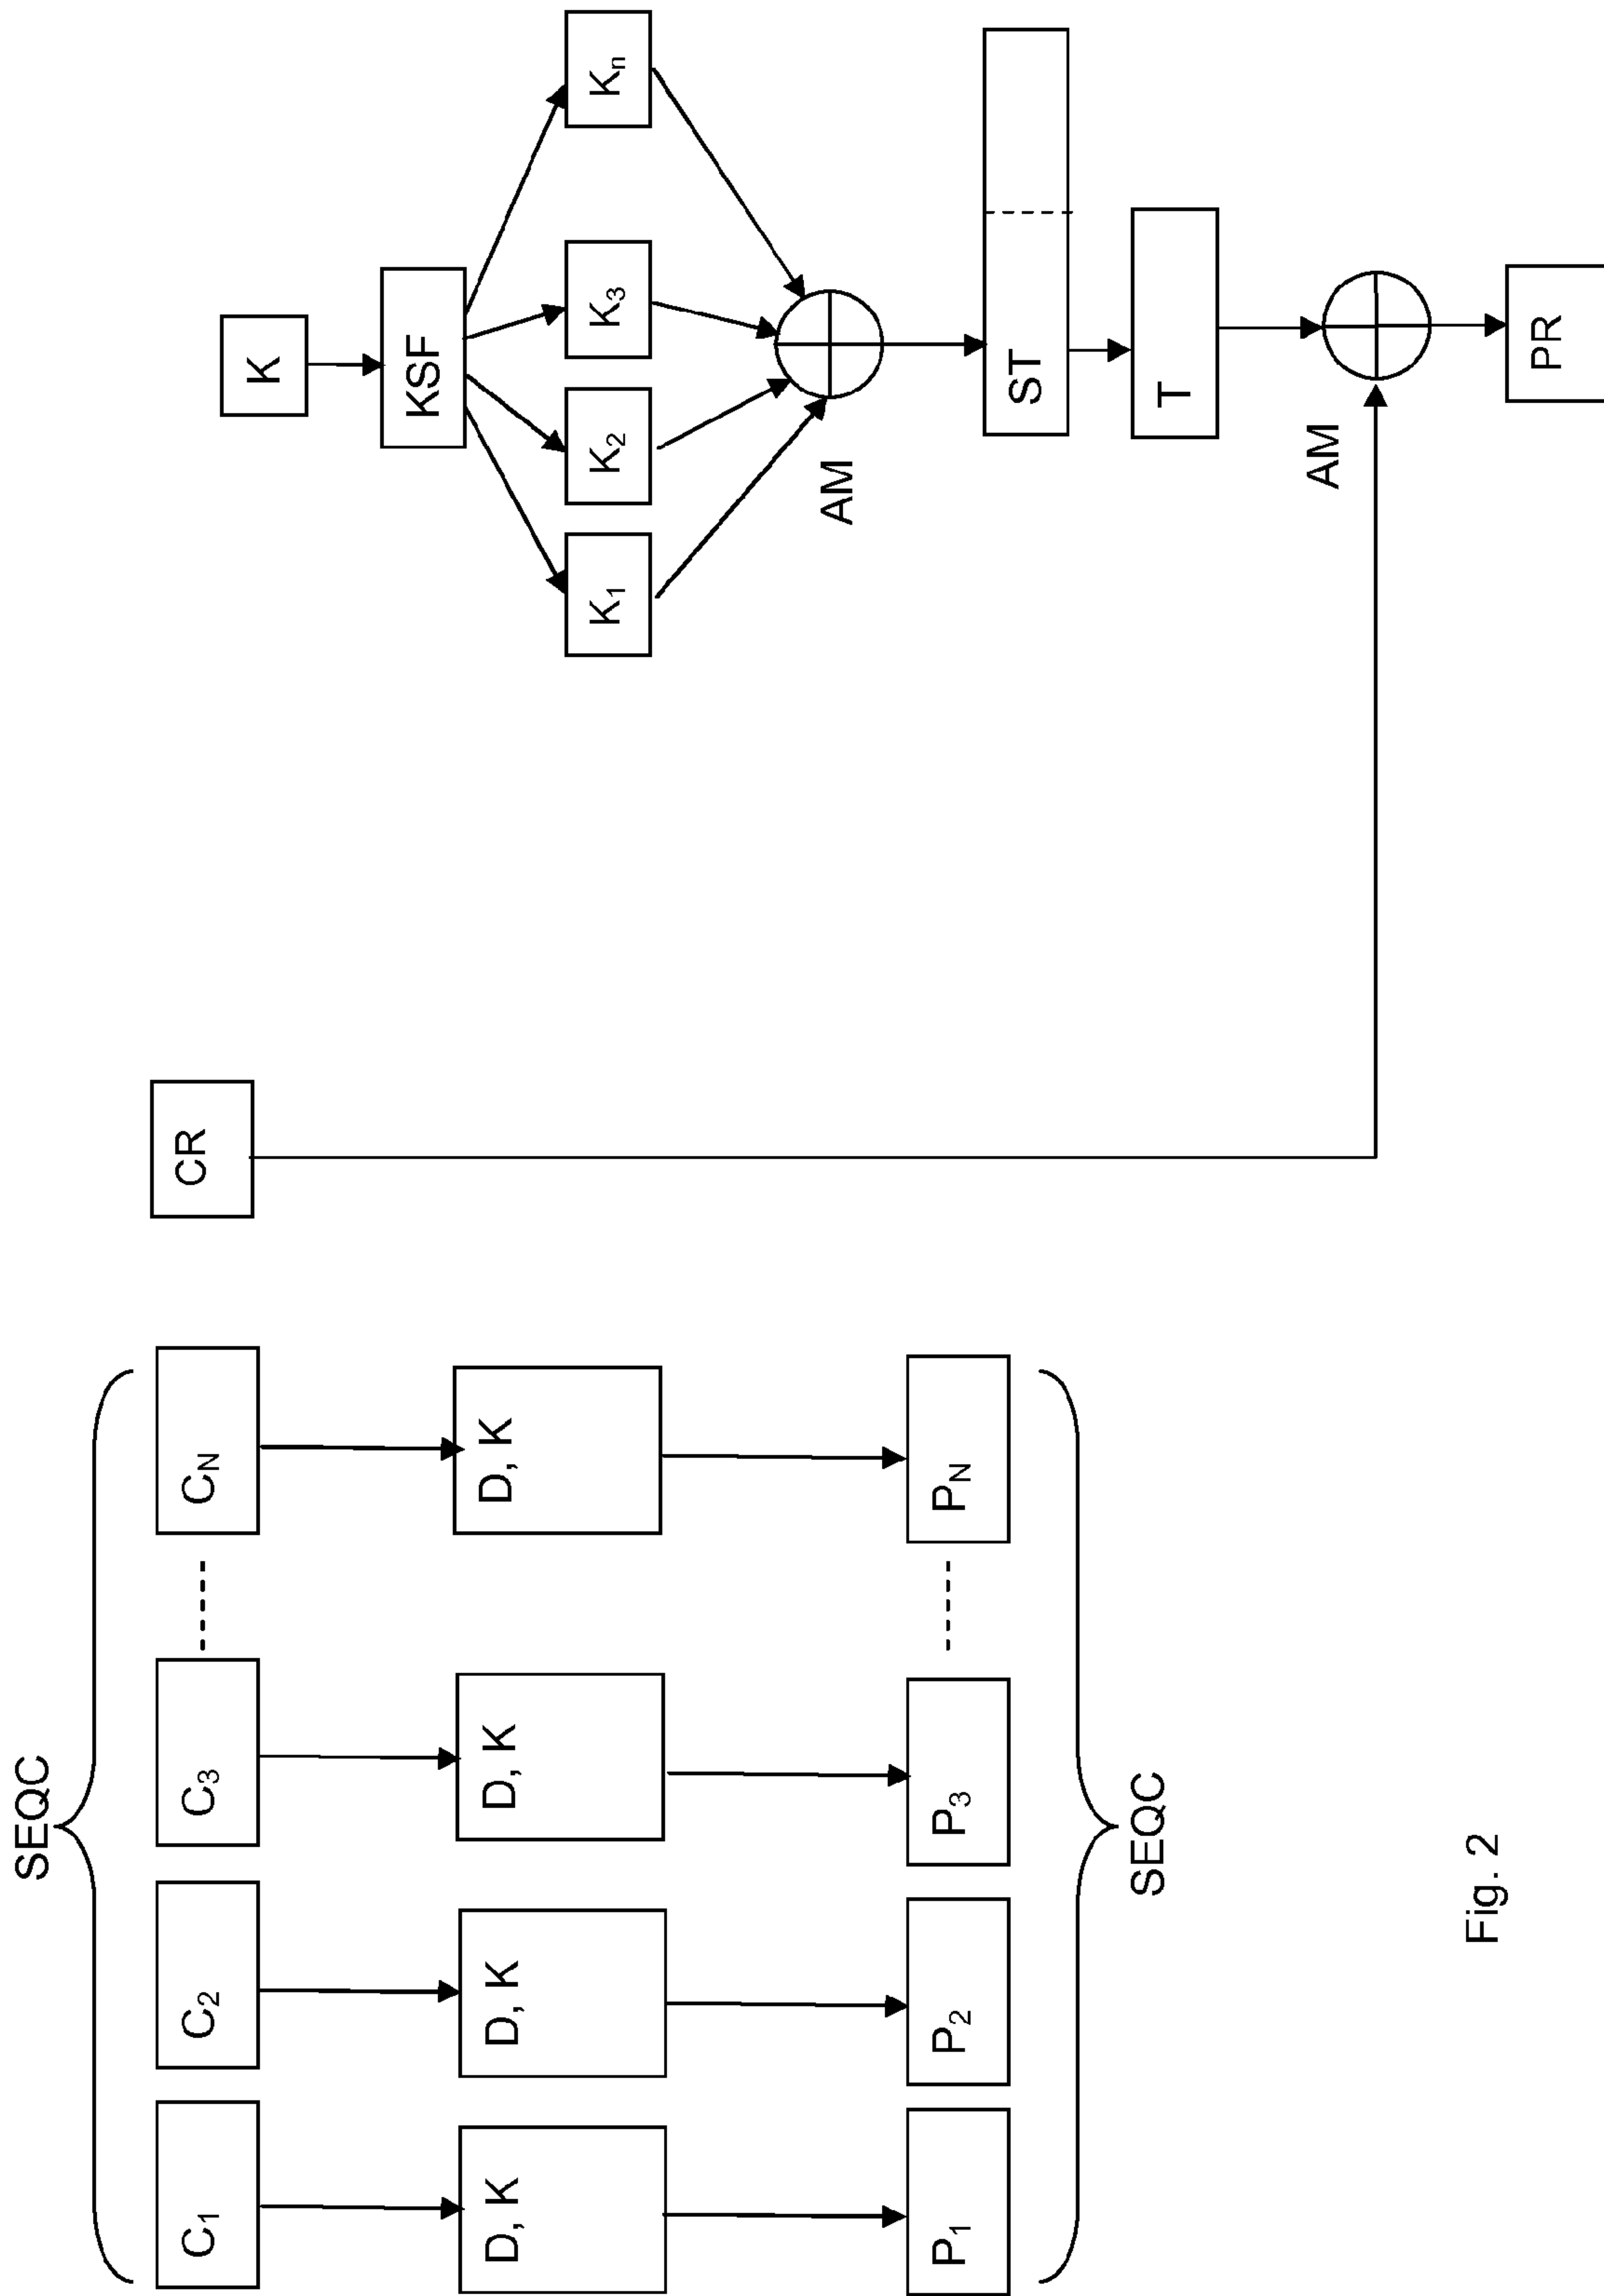 SEQC
C1 C2 C3 CN CR K
KSF
D, K D, K D, K D, K K1 K2 K3 Kn
AM
P1 P2 P3 PN ST
SEQC T
AM
Fig. 2 PR